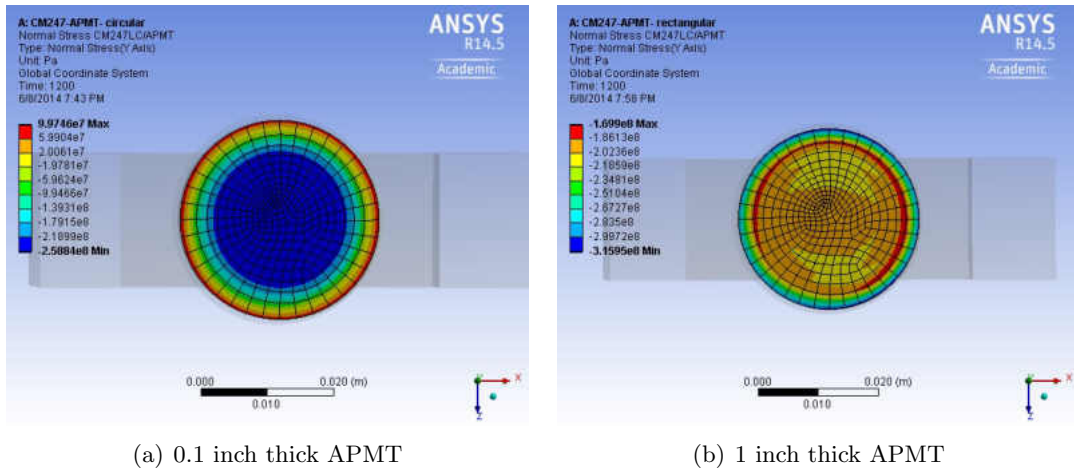 A: CM247-APMT- circular
Normal Stress CM247LC/APMT
Type: Normal Stress(Y Axis)
Unit: Pa
Global Coordinate System
Time: 1200
6/8/2014 7:43 PM
9.9746e7 Max
5.9904e7
2.0061e7
-1.9781e7
-5.9624e7
-9.9466e7
-1.3931e8
-1.7915e8
-2.1899e8
-2.5884e8 Min
ANSYS
R14.5
Academic
0.000
0.020 (m)
0.010
X
Z
A: CM247-APMT- rectangular
Normal Stress CM247LC/APMT
Type: Normal Stress(Y Axis)
Unit: Pa
Global Coordinate System
Time: 1200
6/8/2014 7:58 PM
-1.699e8 Max
-1.8613e8
-2.0236e8
-2.1859e8
-2.3481e8
-2.5104e8
-2.6727e8
-2.835e8
-2.9972e8
-3.1595e8 Min
ANSYS
R14.5
Academic
0.000
0.020 (m)
0.010
X
Z
(a) 0.1 inch thick APMT
(b) 1 inch thick APMT